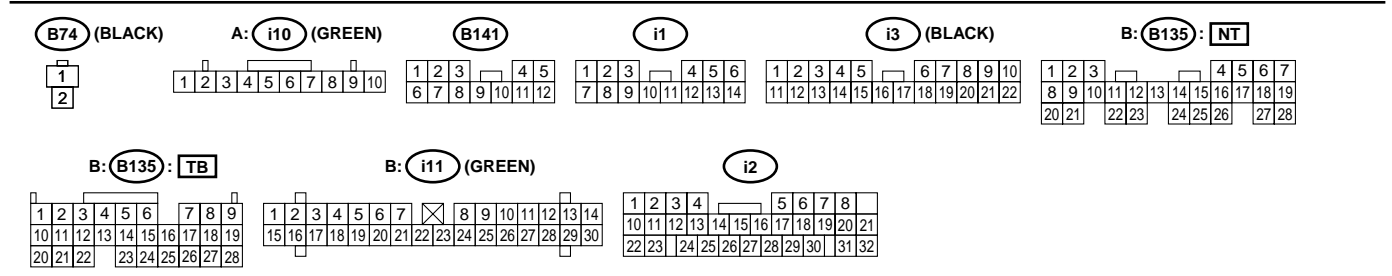 B74 (BLACK) A: i10 (GREEN) B141 i1 i3 (BLACK) B: B135 : NT
1 1 2 3 4 5 6 7 8 9 10 1 2 3 4 5 1 2 3 4 5 6 1 2 3 4 5 6 7 8 9 10 1 2 3 4 5 6 7
2 6 7 8 9 10 11 12 7 8 9 10 11 12 13 14 11 12 13 14 15 16 17 18 19 20 21 22 8 9 10 11 12 13 14 15 16 17 18 19
20 21 22 23 24 25 26 27 28
B: B135 : TB B: i11 (GREEN) i2
1 2 3 4 5 6 7 8 9 1 2 3 4 5 6 7 8 9 10 11 12 13 14 1 2 3 4 5 6 7 8
10 11 12 13 14 15 16 17 18 19 15 16 17 18 19 20 21 22 23 24 25 26 27 28 29 30 10 11 12 13 14 15 16 17 18 19 20 21
20 21 22 23 24 25 26 27 28 22 23 24 25 26 27 28 29 30 31 32